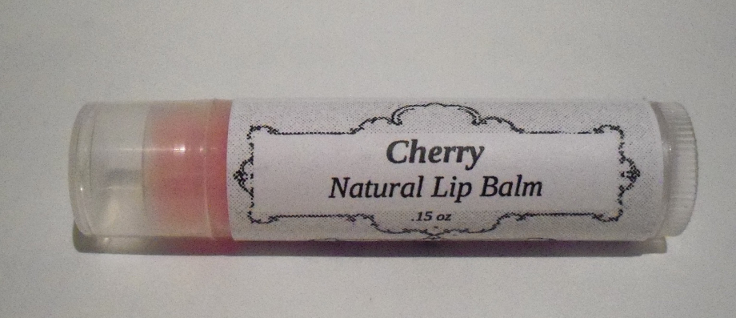 Cherry
Natural Lip Balm
.15 oz